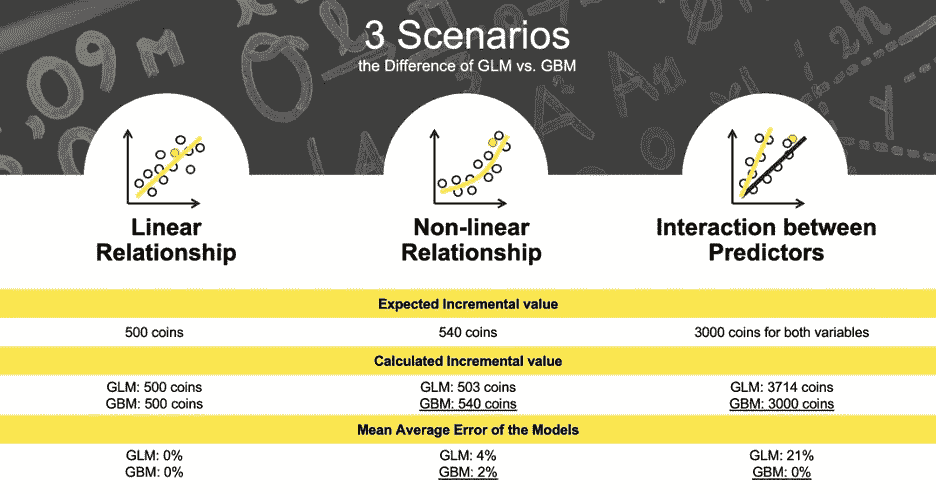 3 Scenarios
the Difference of GLM vs. GBM
Linear
Relationship
Non-linear
Relationship
Interaction between
Predictors
Expected Incremental value
500 coins
540 coins
3000 coins for both variables
Calculated Incremental value
GLM: 500 coins
GBM: 500 coins
GLM: 503 coins
GBM: 540 coins
GLM: 3714 coins
GBM: 3000 coins
Mean Average Error of the Models
GLM: 0%
GBM: 0%
GLM: 4%
GBM: 2%
GLM: 21%
GBM: 0%